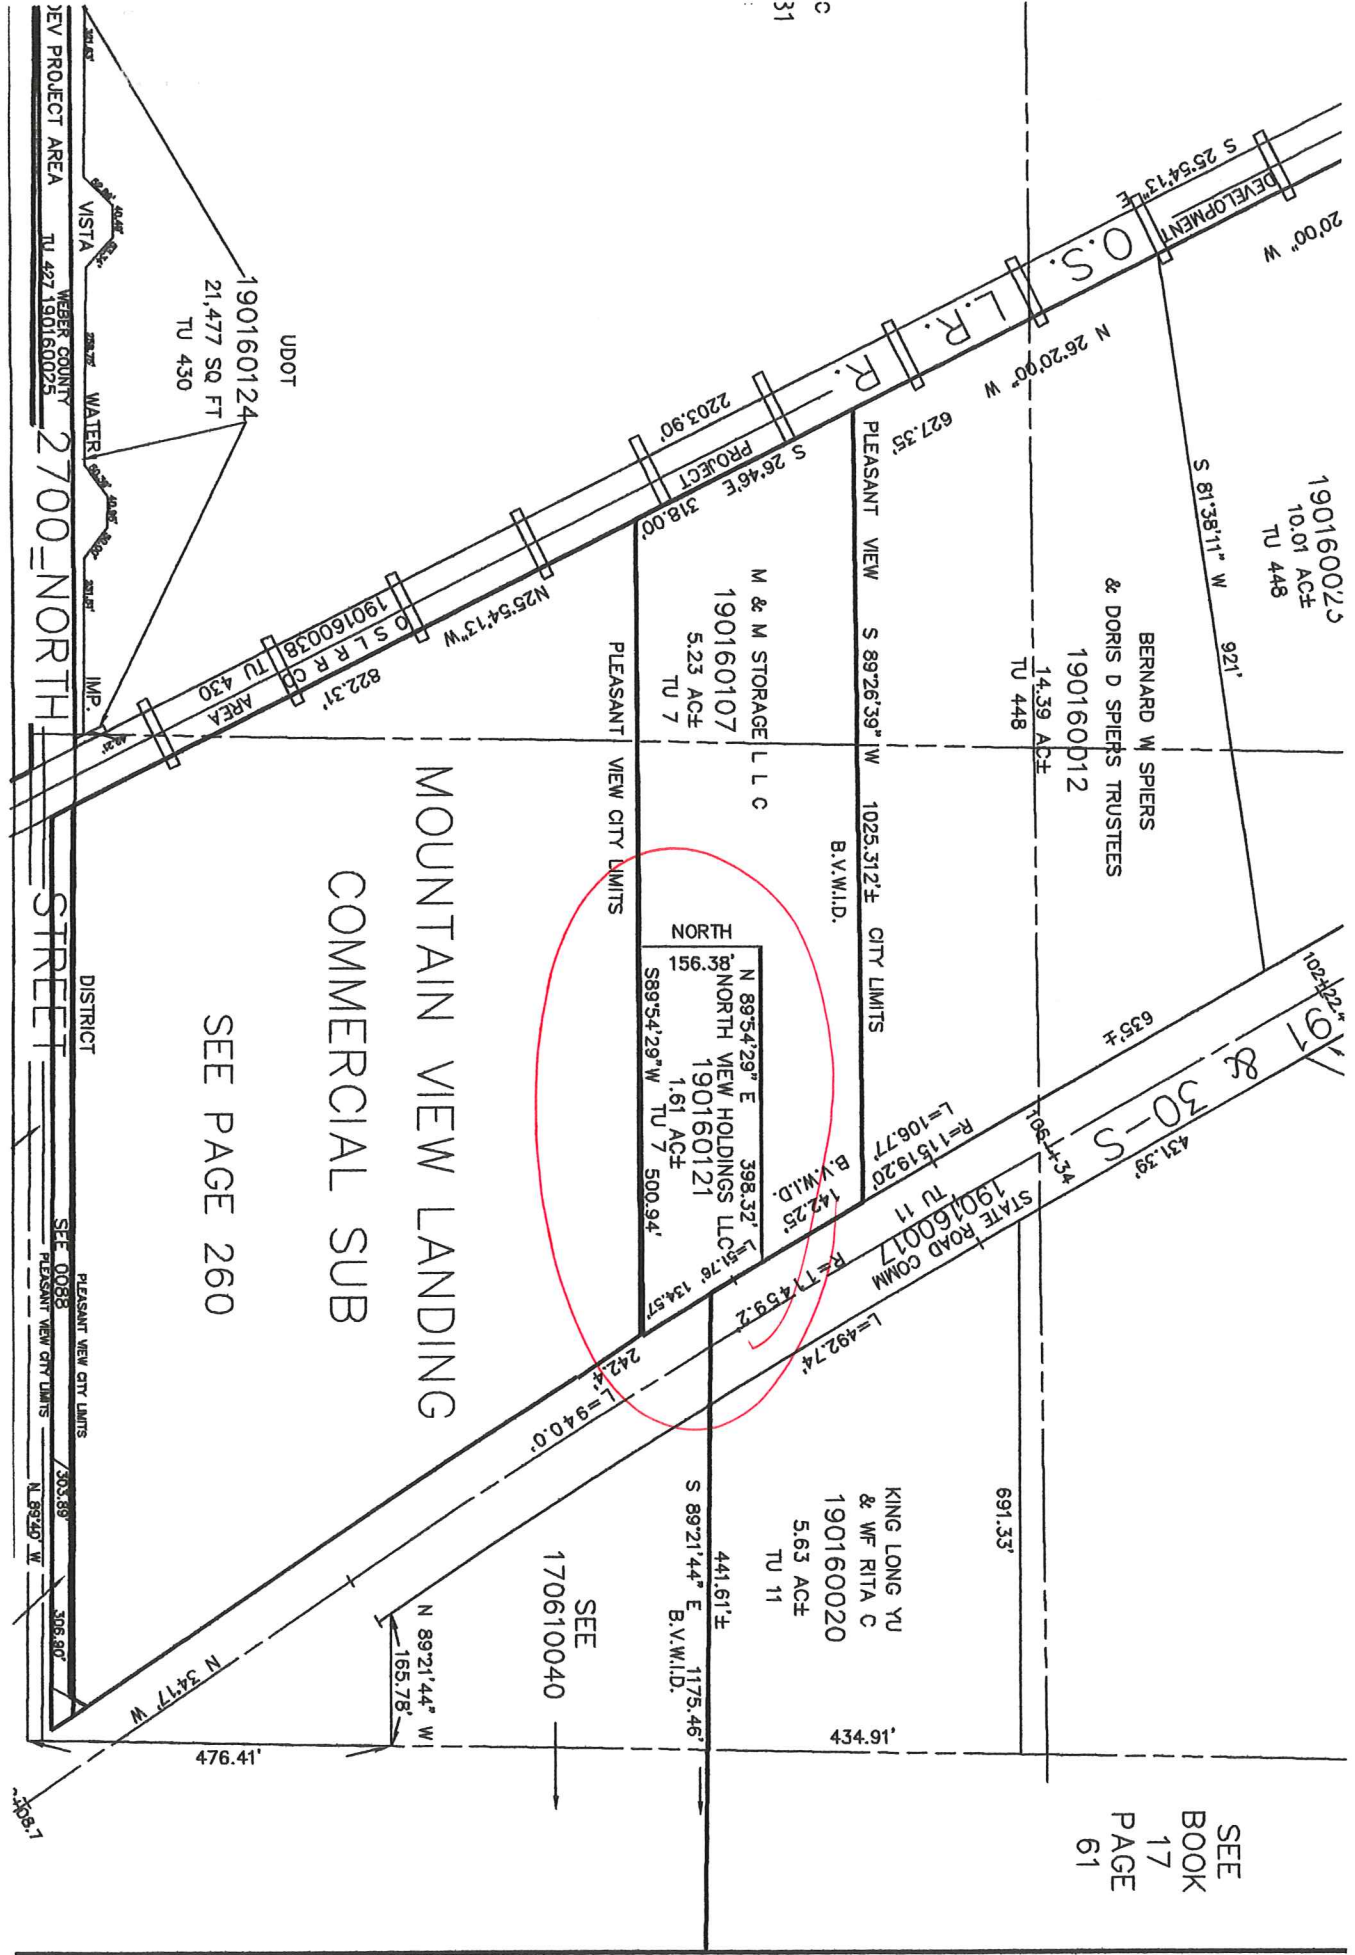 SEE
BOOK
17
PAGE
61
20'00" W
S 25°54'13" E
DEVELOPMENT
O.S. L.R. R.
N 26°20'00" W
627.35'
10.01 AC±
TU 448
S 81°38'11" W 921'
BERNARD W SPIERS
& DORIS D SPIERS TRUSTEES
190160012
14.39 AC±
TU 448
635'±
91 & 30-S
431.39'
STATE ROAD COMM
190160017
TU 11
R=11519.20'
L=106.77'
B.V.W.I.D.
142.25'
R=11459.2'
L=492.74'
691.33'
434.91'
PLEASANT VIEW S 89°26'39" W 1025.312'± CITY LIMITS
B.V.W.I.D.
2203.90'
PROJECT
S 26°46'E
318.00'
M & M STORAGE L L C
190160107
5.23 AC±
TU 7
NORTH
156.38'
N 89°54'29" E 398.32'
NORTH VIEW HOLDINGS LLC
190160121
1.61 AC±
S89°54'29"W TU 7 500.94'
L=51.76'
134.57'
242.4'
L=940.0'
KING LONG YU
& WF RITA C
190160020
5.63 AC±
TU 11
441.61'±
S 89°21'44" E 1175.46'
B.V.W.I.D.
PLEASANT VIEW CITY LIMITS
N25°54'13"W
822.31'
O S L R R CO
190160038
TU 430
AREA
SEE
170610040
N 89°21'44" W
165.78'
476.41'
N 34°17' W
MOUNTAIN VIEW LANDING
COMMERCIAL SUB
SEE PAGE 260
UDOT
190160124
21,477 SQ FT
TU 430
VISTA
WATER
IMP.
DISTRICT
SEE 0088
PLEASANT VIEW CITY LIMITS
PLEASANT VIEW CITY LIMITS
303.89'
306.90'
N 89°40' W
DEV PROJECT AREA
WEBER COUNTY
TU 427 190160025
2700 NORTH STREET